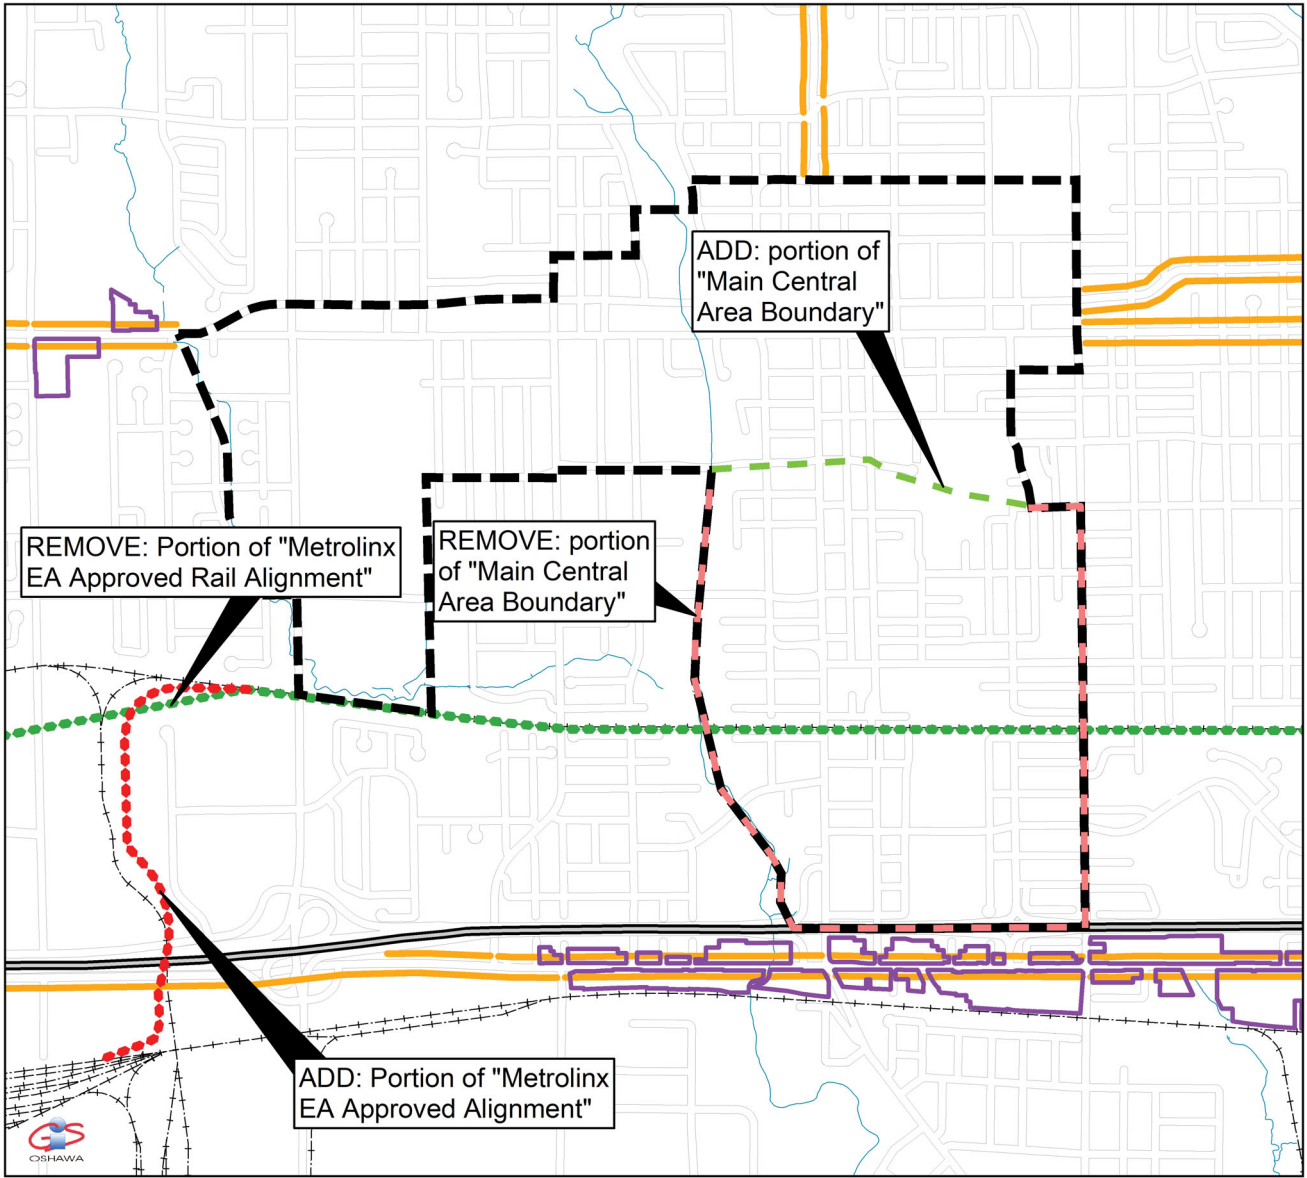 ADD: portion of
"Main Central
Area Boundary"
REMOVE: Portion of "Metrolinx
EA Approved Rail Alignment"
REMOVE: portion
of "Main Central
Area Boundary"
ADD: Portion of "Metrolinx
EA Approved Alignment"
GiS
OSHAWA